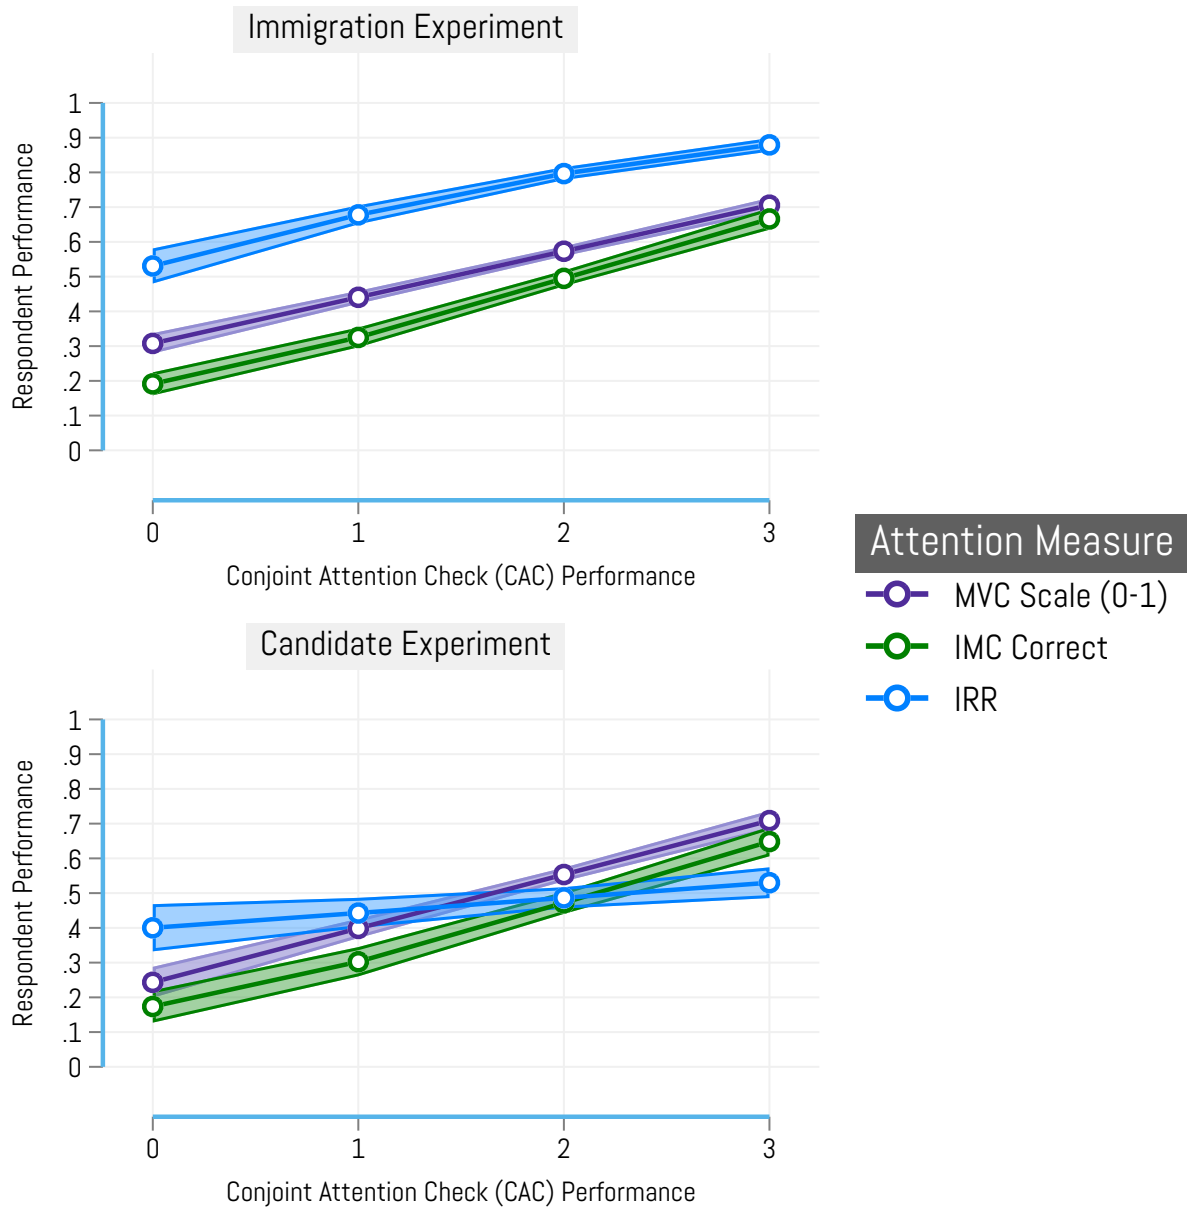 Immigration Experiment
Respondent Performance
1
.9
.8
.7
.6
.5
.4
.3
.2
.1
0
0 1 2 3
Conjoint Attention Check (CAC) Performance
Attention Measure
MVC Scale (0-1)
IMC Correct
IRR
Candidate Experiment
Respondent Performance
1
.9
.8
.7
.6
.5
.4
.3
.2
.1
0
0 1 2 3
Conjoint Attention Check (CAC) Performance